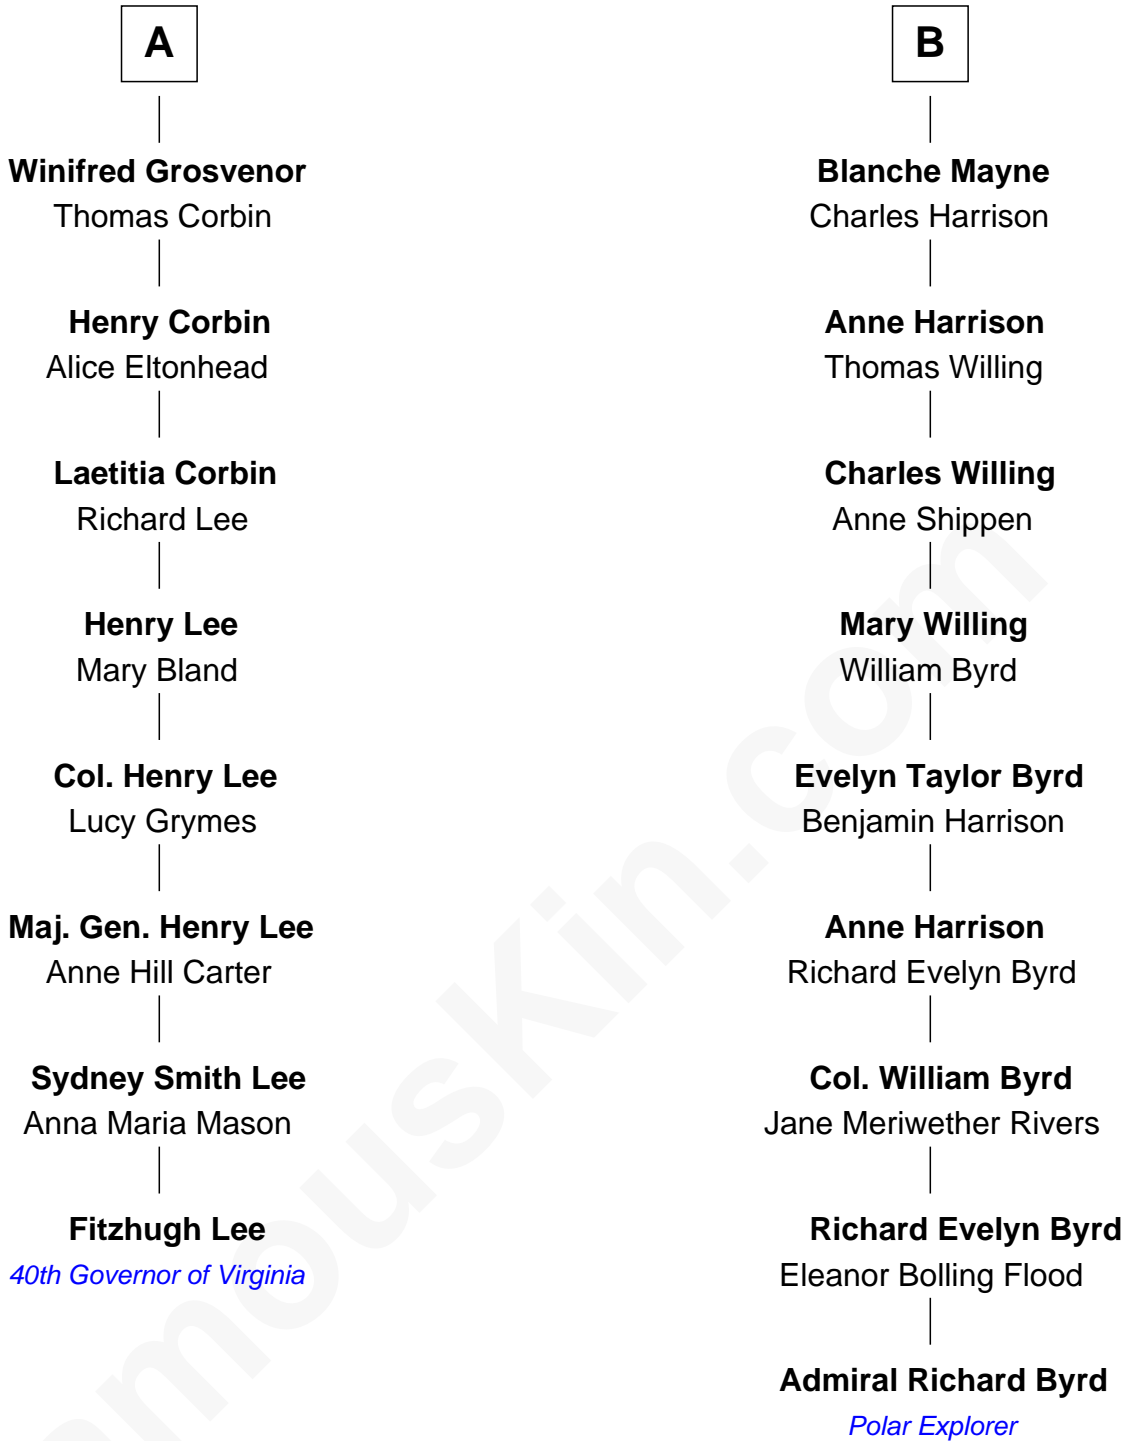 A
Winifred Grosvenor
Thomas Corbin
Henry Corbin
Alice Eltonhead
Laetitia Corbin
Richard Lee
Henry Lee
Mary Bland
Col. Henry Lee
Lucy Grymes
Maj. Gen. Henry Lee
Anne Hill Carter
Sydney Smith Lee
Anna Maria Mason
Fitzhugh Lee
40th Governor of Virginia
B
Blanche Mayne
Charles Harrison
Anne Harrison
Thomas Willing
Charles Willing
Anne Shippen
Mary Willing
William Byrd
Evelyn Taylor Byrd
Benjamin Harrison
Anne Harrison
Richard Evelyn Byrd
Col. William Byrd
Jane Meriwether Rivers
Richard Evelyn Byrd
Eleanor Bolling Flood
Admiral Richard Byrd
Polar Explorer
amousKin.com